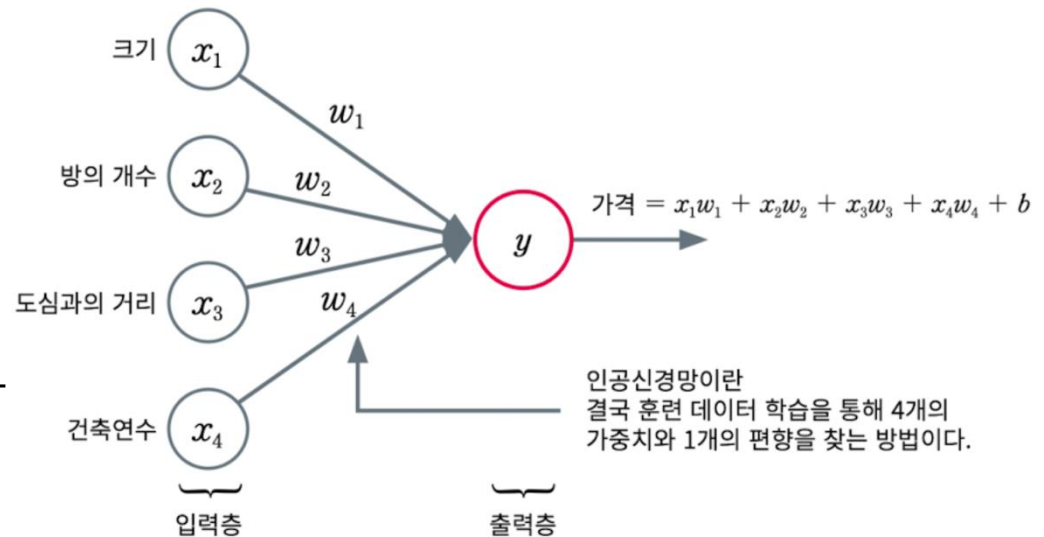 크기
x₁
w₁
방의 개수
x₂
w₂
가격 = x₁w₁ + x₂w₂ + x₃w₃ + x₄w₄ + b
y
w₃
도심과의 거리
x₃
w₄
인공신경망이란
결국 훈련 데이터 학습을 통해 4개의
가중치와 1개의 편향을 찾는 방법이다.
건축연수
x₄
입력층
출력층